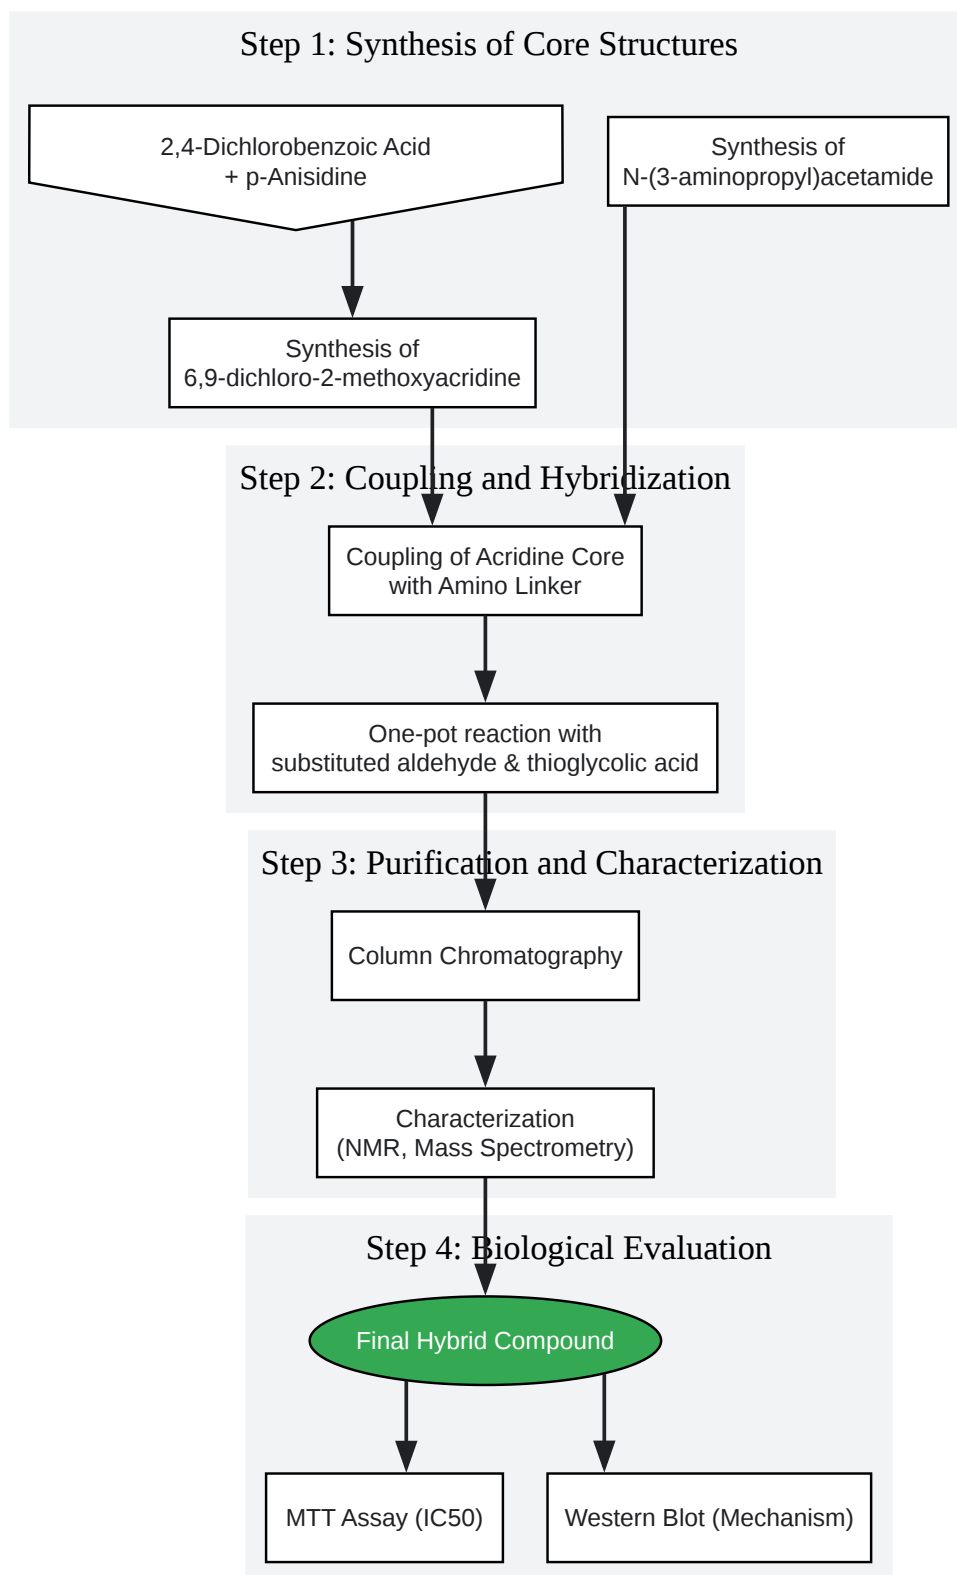 Step 1: Synthesis of Core Structures
2,4-Dichlorobenzoic Acid
+ p-Anisidine
Synthesis of
N-(3-aminopropyl)acetamide
Synthesis of
6,9-dichloro-2-methoxyacridine
Step 2: Coupling and Hybridization
Coupling of Acridine Core
with Amino Linker
One-pot reaction with
substituted aldehyde & thioglycolic acid
Step 3: Purification and Characterization
Column Chromatography
Characterization
(NMR, Mass Spectrometry)
Step 4: Biological Evaluation
Final Hybrid Compound
MTT Assay (IC50)
Western Blot (Mechanism)